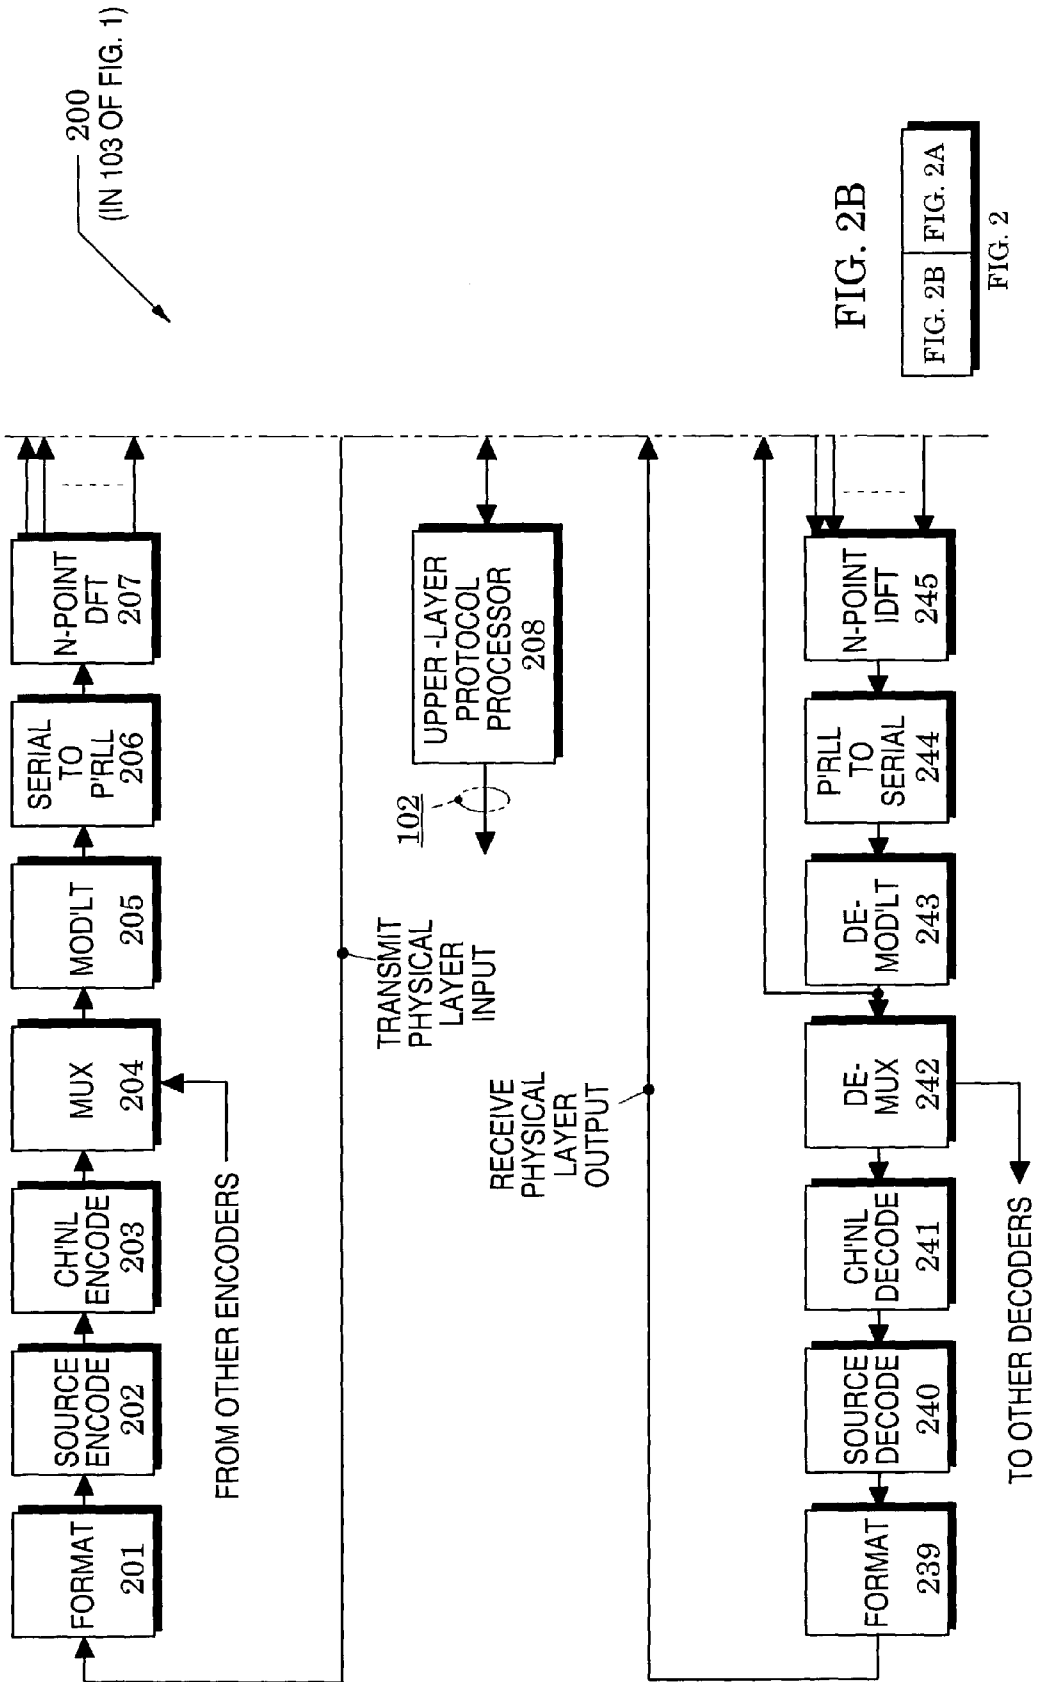 200
(IN 103 OF FIG. 1)
FORMAT
201
SOURCE
ENCODE
202
CH'NL
ENCODE
203
MUX
204
MOD'LT
205
SERIAL
TO
P'RLL
206
N-POINT
DFT
207
FROM OTHER ENCODERS
TRANSMIT
PHYSICAL
LAYER
INPUT
102
UPPER-LAYER
PROTOCOL
PROCESSOR
208
RECEIVE
PHYSICAL
LAYER
OUTPUT
FORMAT
239
SOURCE
DECODE
240
CH'NL
DECODE
241
DE-
MUX
242
DE-
MOD'LT
243
P'RLL
TO
SERIAL
244
N-POINT
IDFT
245
TO OTHER DECODERS
FIG. 2B
FIG. 2B FIG. 2A
FIG. 2